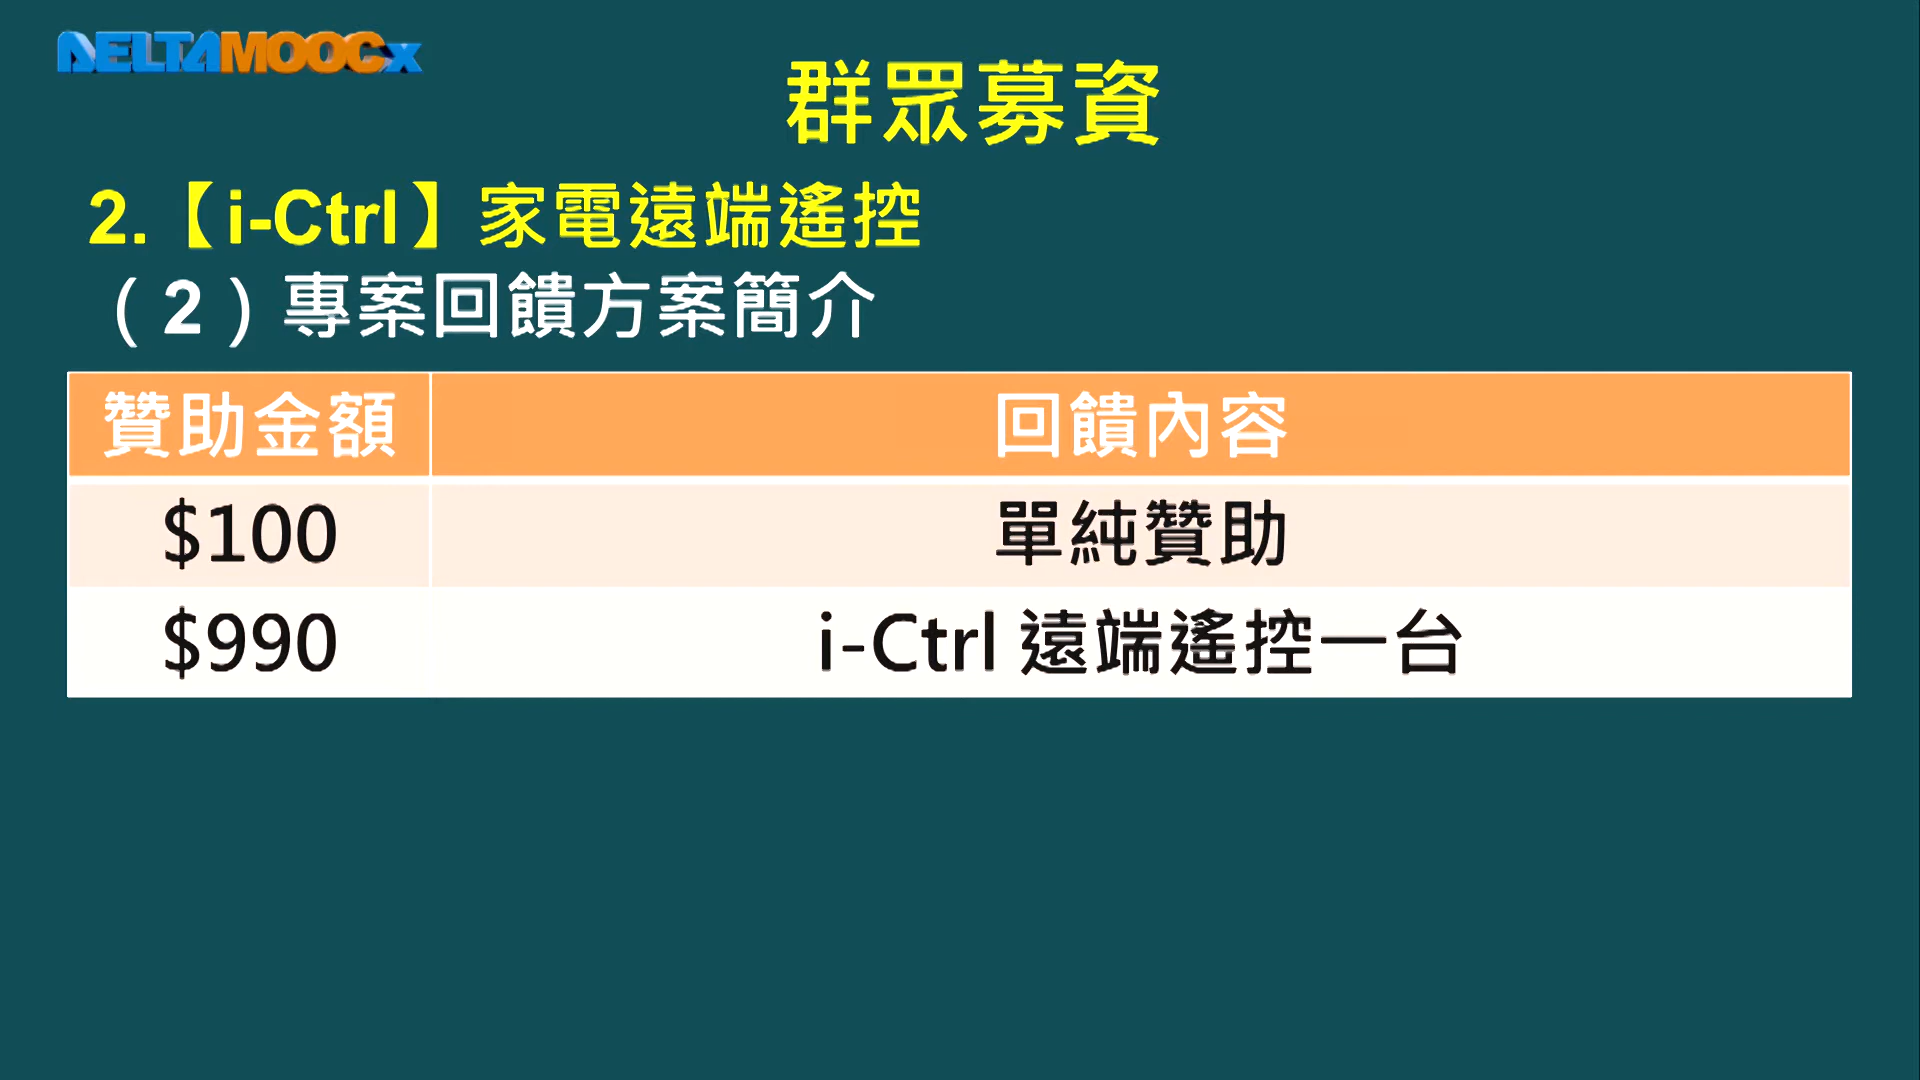 DELTAMOOCx
群眾募資
2.【i-Ctrl】家電遠端遙控
（2）專案回饋方案簡介
贊助金額 回饋內容
$100 單純贊助
$990 i-Ctrl 遠端遙控一台